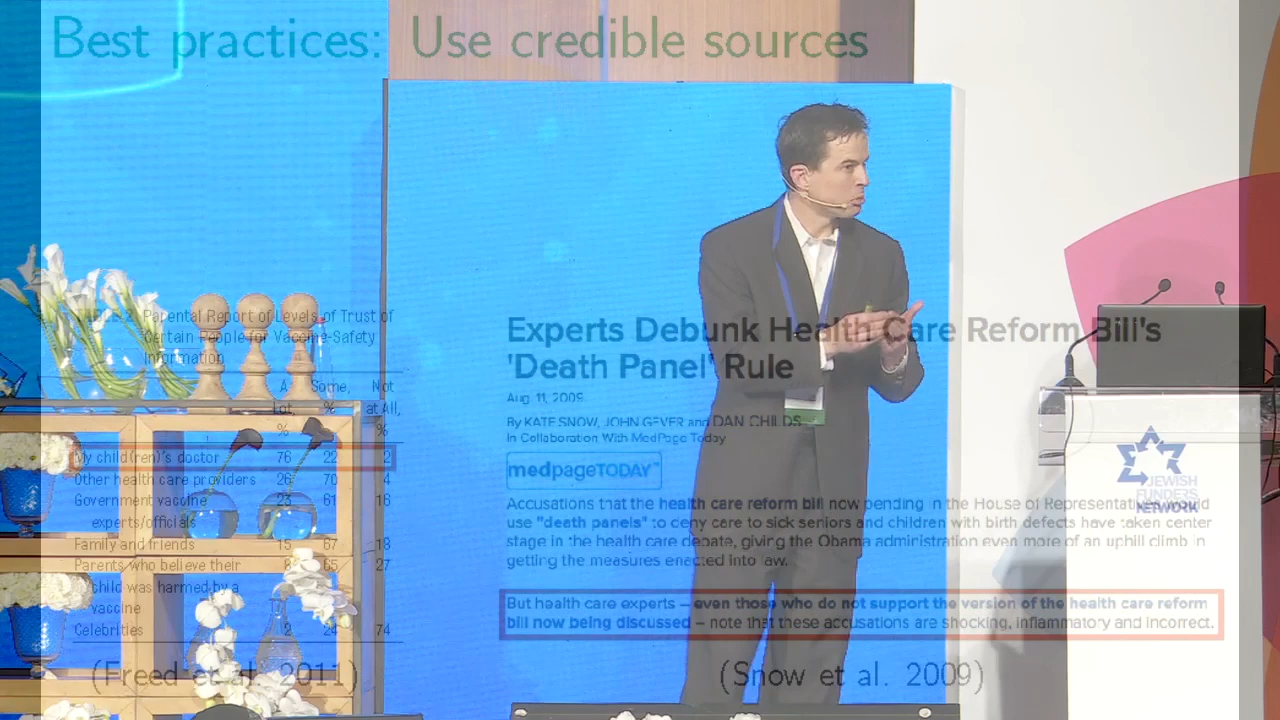 Best practices: Use credible sources
TABLE 2 Parental Report of Levels of Trust of
Certain People for Vaccine-Safety
Information
A Some, Not
Lot, % at All,
% %
My child(ren)'s doctor 76 22 2
Other health care providers 26 70 4
Government vaccine 23 61 16
experts/officials
Family and friends 15 67 18
Parents who believe their 8 65 27
child was harmed by a
vaccine
Celebrities 2 24 74
(Freed et al. 2011)
Experts Debunk Health Care Reform Bill's
'Death Panel' Rule
Aug. 11, 2009
By KATE SNOW, JOHN GEVER and DAN CHILDS
In Collaboration With MedPage Today
medpageTODAY™
Accusations that the health care reform bill now pending in the House of Representatives would
use "death panels" to deny care to sick seniors and children with birth defects have taken center
stage in the health care debate, giving the Obama administration even more of an uphill climb in
getting the measures enacted into law.
But health care experts – even those who do not support the version of the health care reform
bill now being discussed – note that these accusations are shocking, inflammatory and incorrect.
(Snow et al. 2009)
JEWISH
FUNDERS
NETWORK